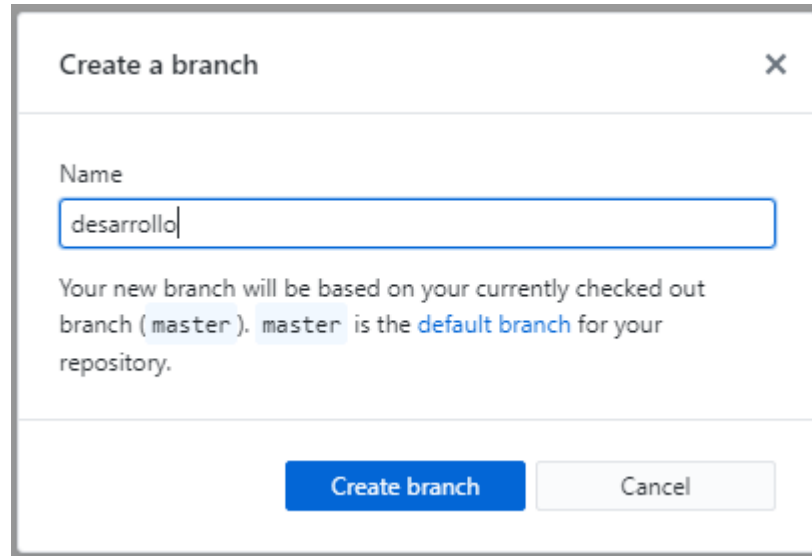 Create a branch
Name
desarrollo
Your new branch will be based on your currently checked out
branch (master). master is the default branch for your
repository.
Create branch
Cancel